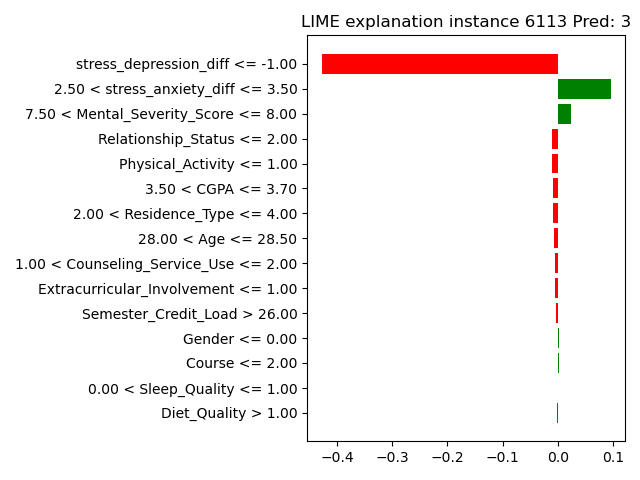 LIME explanation instance 6113 Pred: 3
stress_depression_diff <= -1.00
2.50 < stress_anxiety_diff <= 3.50
7.50 < Mental_Severity_Score <= 8.00
Relationship_Status <= 2.00
Physical_Activity <= 1.00
3.50 < CGPA <= 3.70
2.00 < Residence_Type <= 4.00
28.00 < Age <= 28.50
1.00 < Counseling_Service_Use <= 2.00
Extracurricular_Involvement <= 1.00
Semester_Credit_Load > 26.00
Gender <= 0.00
Course <= 2.00
0.00 < Sleep_Quality <= 1.00
Diet_Quality > 1.00
−0.4 −0.3 −0.2 −0.1 0.0 0.1